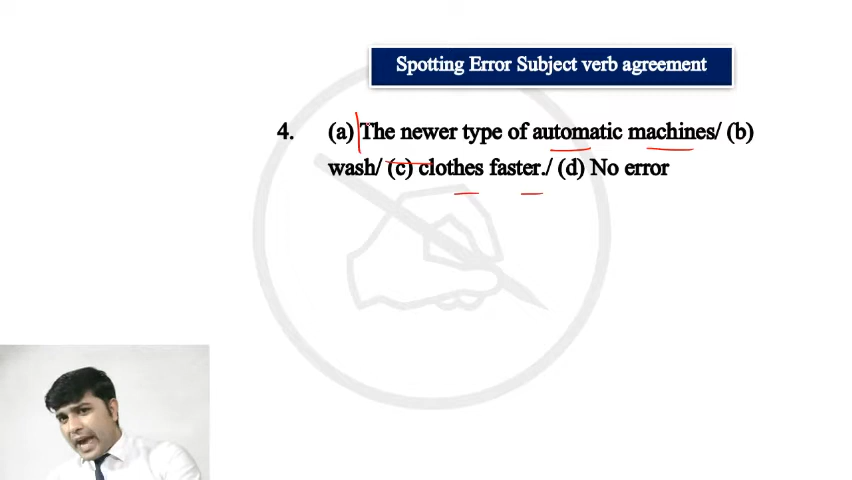 Spotting Error Subject verb agreement
4. (a) The newer type of automatic machines/ (b)
wash/ (c) clothes faster./ (d) No error